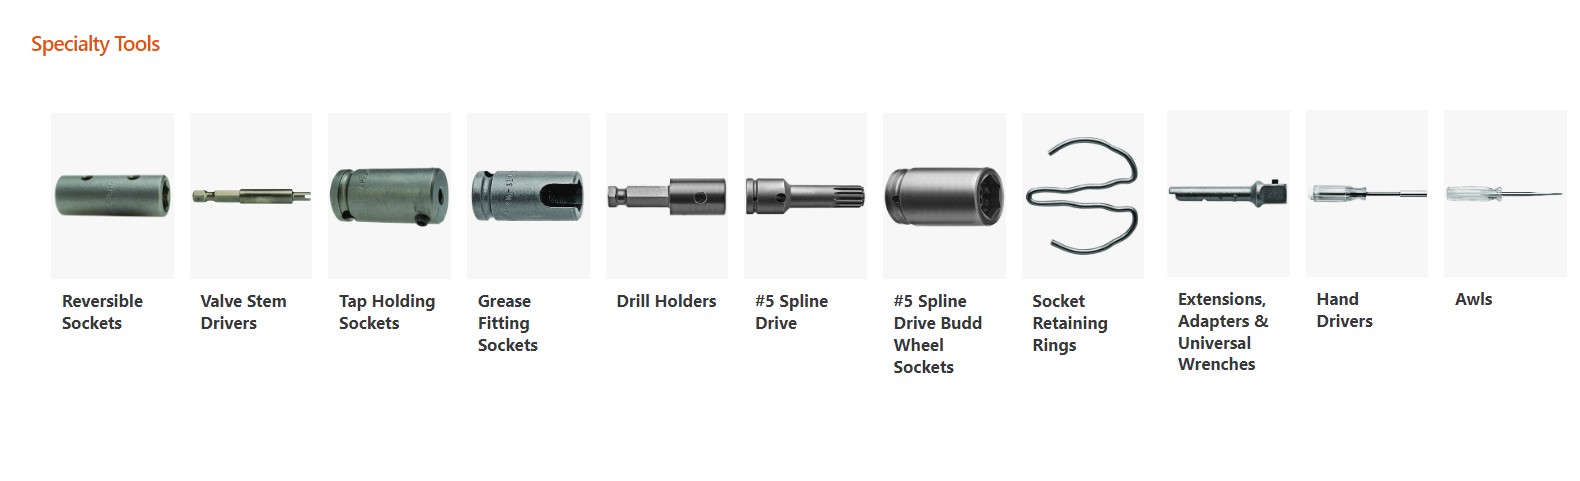 Specialty Tools
Reversible
Sockets
Valve Stem
Drivers
Tap Holding
Sockets
Grease
Fitting
Sockets
Drill Holders
#5 Spline
Drive
#5 Spline
Drive Budd
Wheel
Sockets
Socket
Retaining
Rings
Extensions,
Adapters &
Universal
Wrenches
Hand
Drivers
Awls